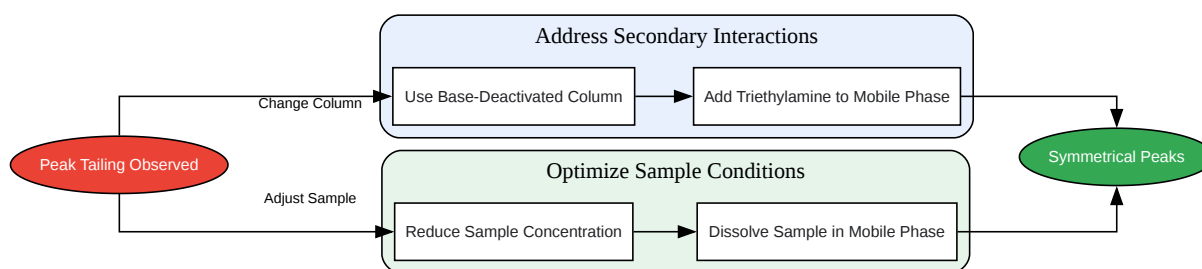 Address Secondary Interactions
Change Column
Use Base-Deactivated Column
Add Triethylamine to Mobile Phase
Peak Tailing Observed
Symmetrical Peaks
Optimize Sample Conditions
Adjust Sample
Reduce Sample Concentration
Dissolve Sample in Mobile Phase